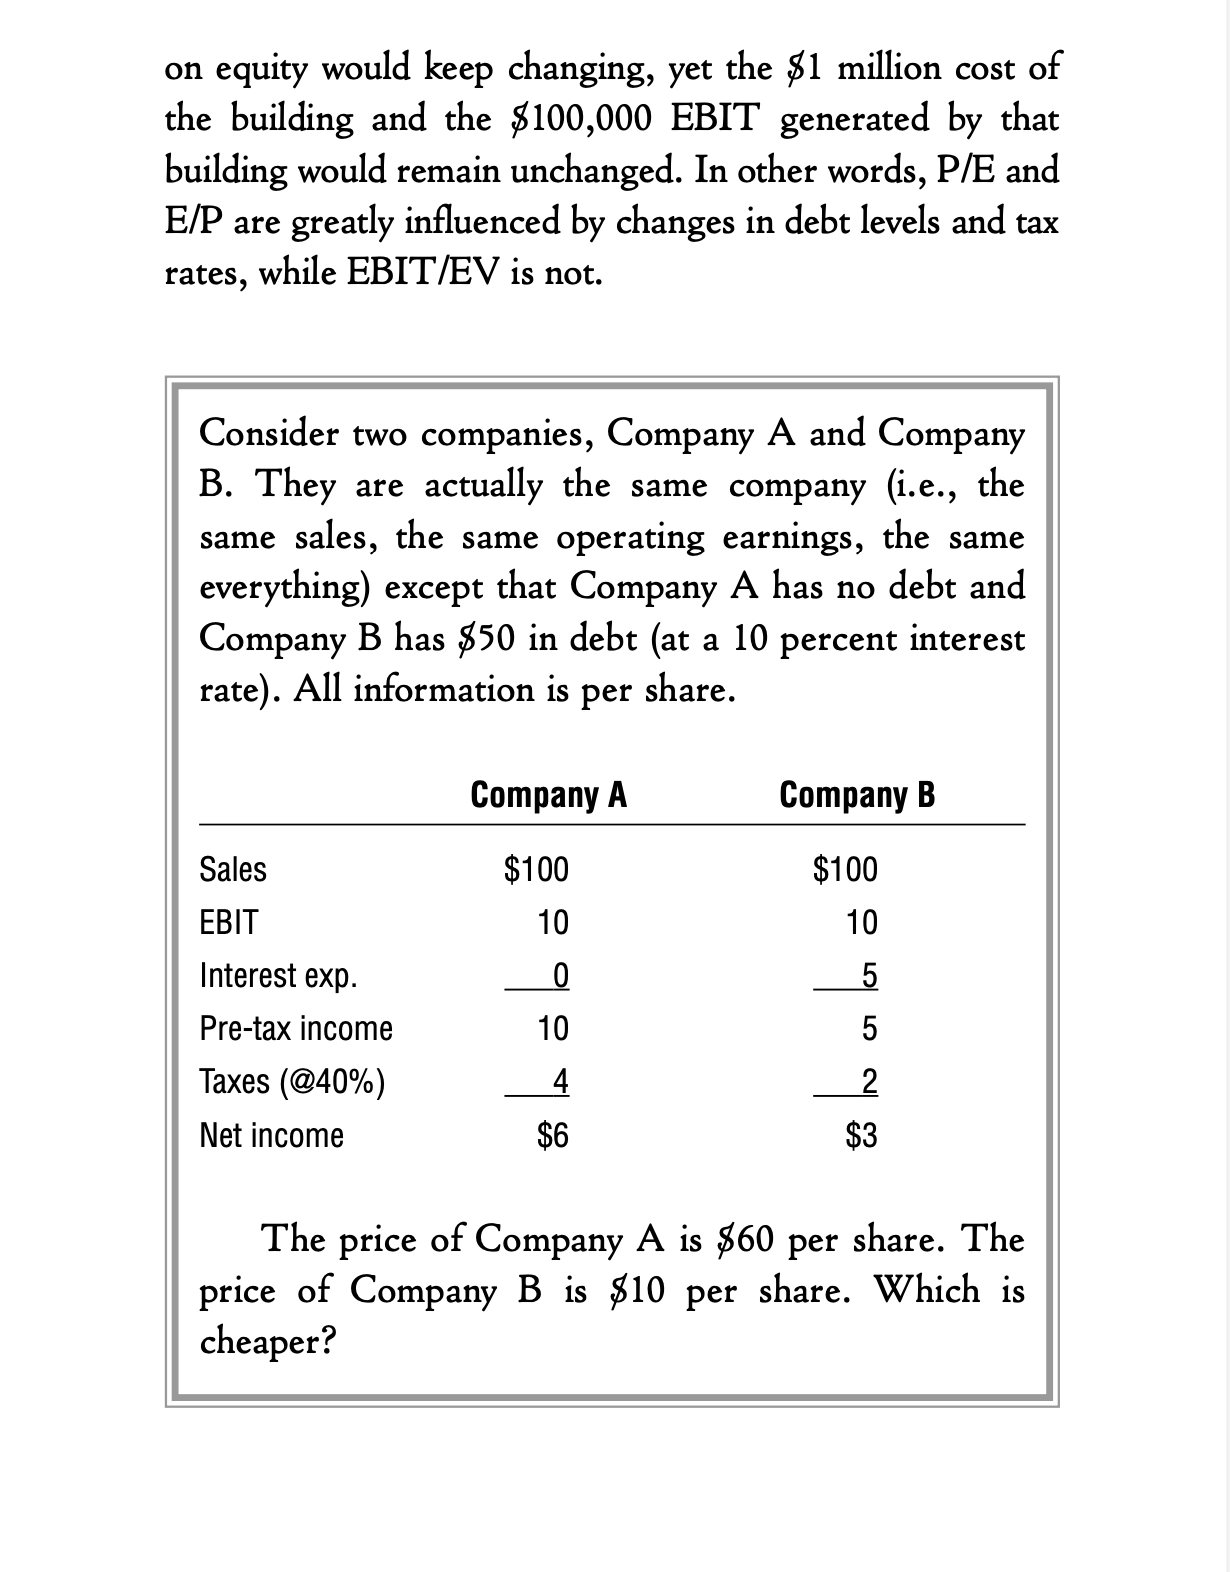 on equity would keep changing, yet the $1 million cost of
the building and the $100,000 EBIT generated by that
building would remain unchanged. In other words, P/E and
E/P are greatly influenced by changes in debt levels and tax
rates, while EBIT/EV is not.
Consider two companies, Company A and Company
B. They are actually the same company (i.e., the
same sales, the same operating earnings, the same
everything) except that Company A has no debt and
Company B has $50 in debt (at a 10 percent interest
rate). All information is per share.
Company A Company B
Sales $100 $100
EBIT 10 10
Interest exp. 0 5
Pre-tax income 10 5
Taxes (@40%) 4 2
Net income $6 $3
The price of Company A is $60 per share. The
price of Company B is $10 per share. Which is
cheaper?